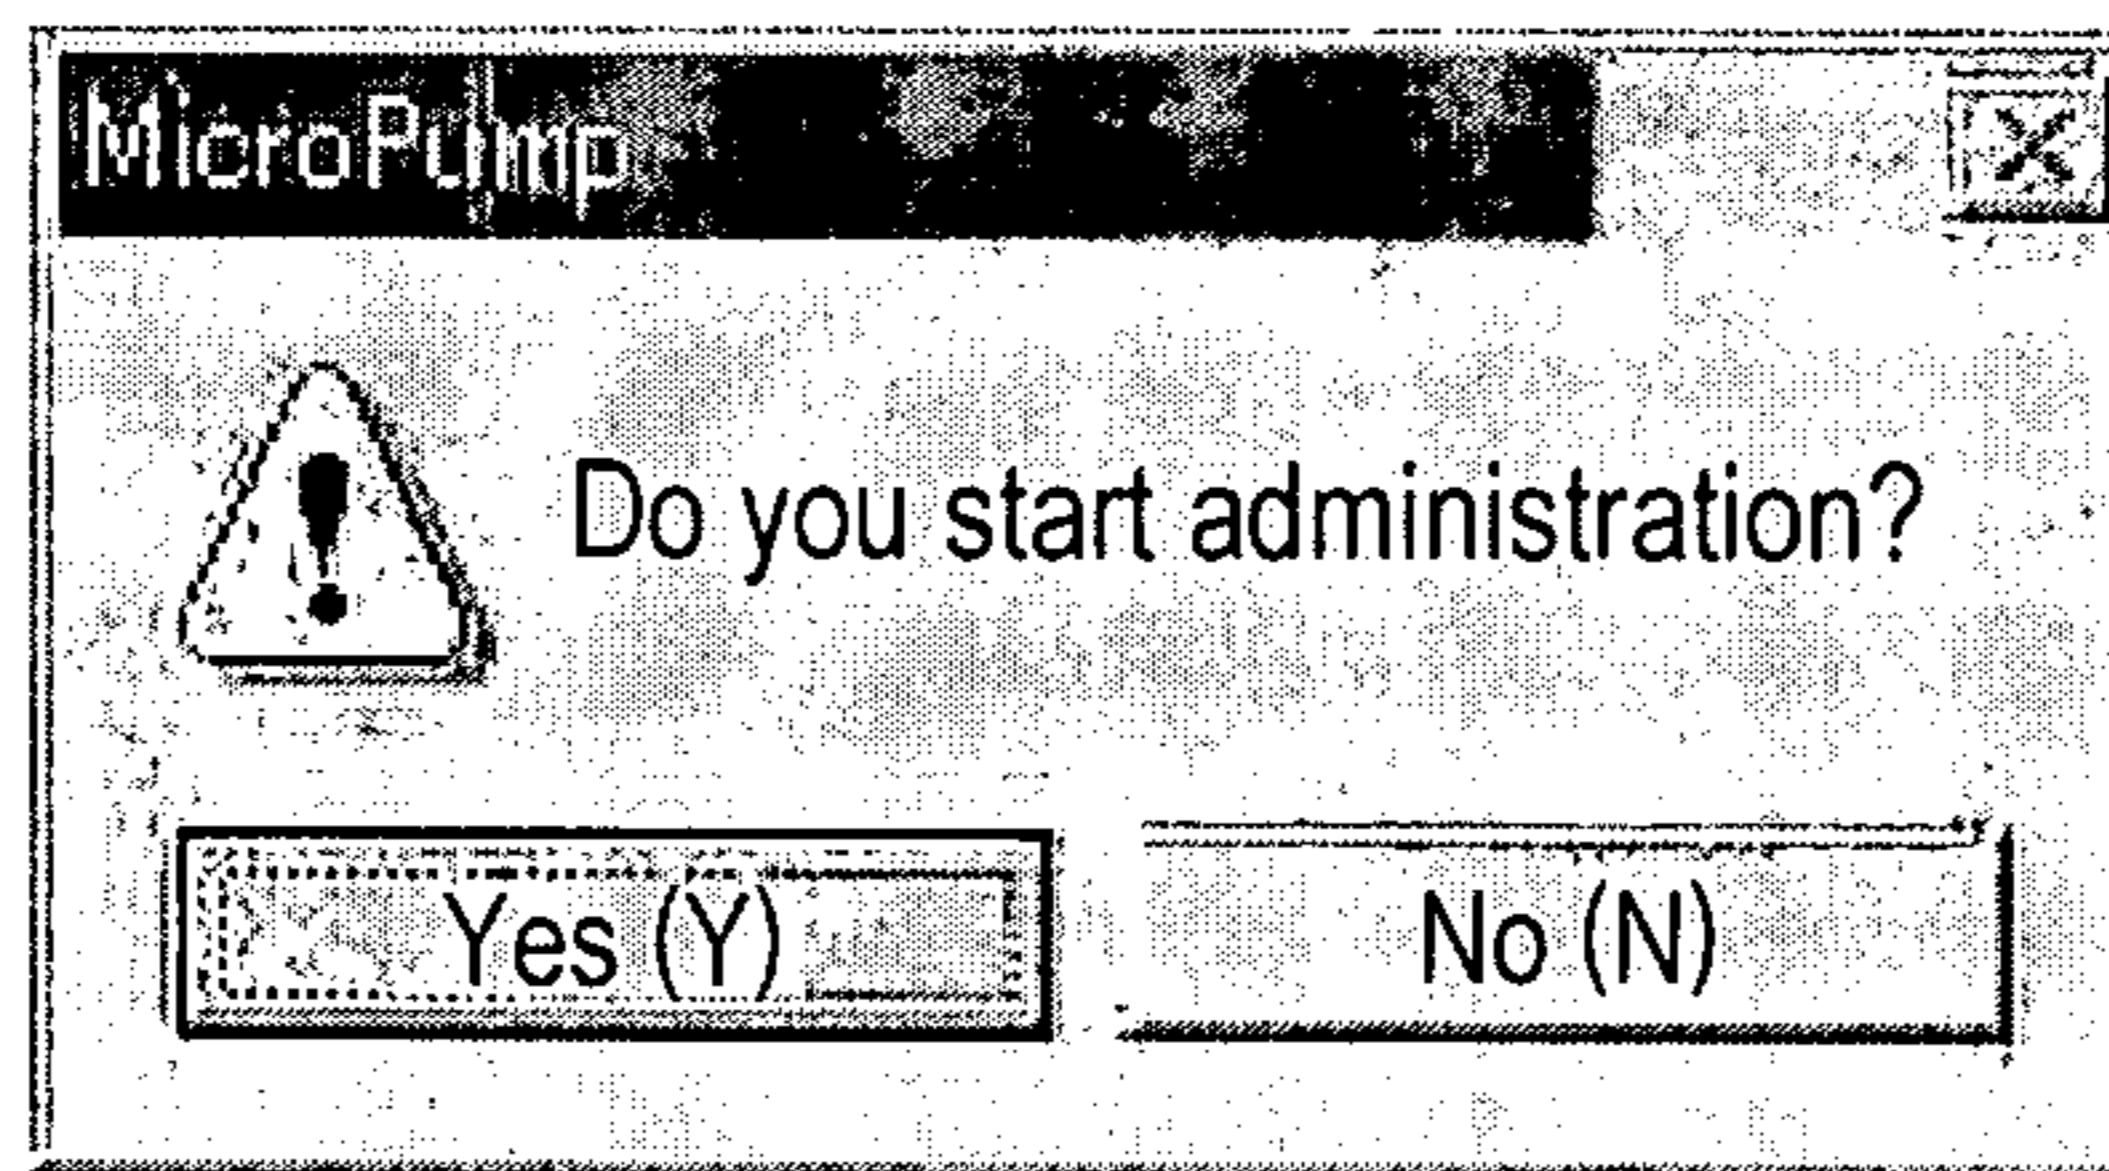 MicroPump
Do you start administration?
Yes (Y) No (N)